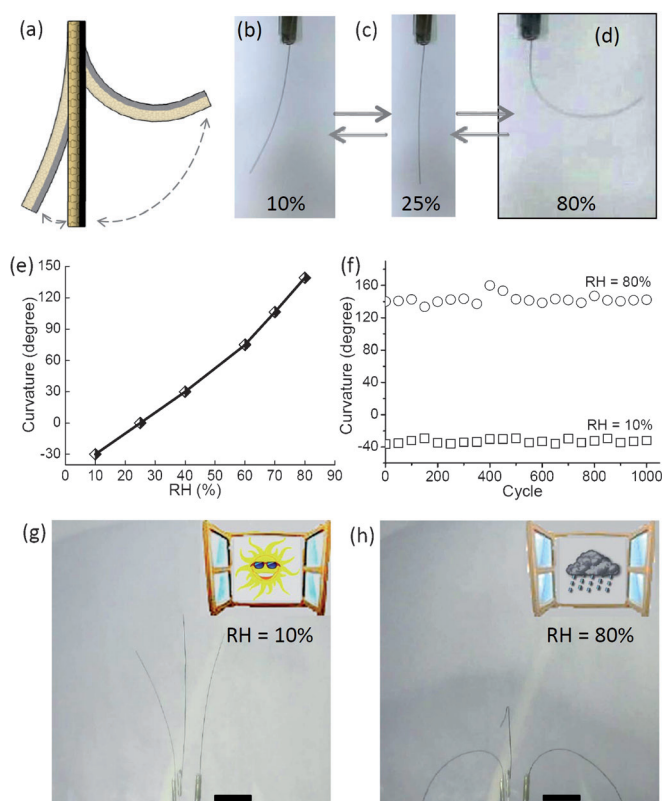 (a)
(b)
(c)
(d)
10%
25%
80%
(e)
150
120
90
60
30
0
-30
Curvature (degree)
0 10 20 30 40 50 60 70 80 90
RH (%)
(f)
160
120
80
40
0
-40
-80
Curvature (degree)
RH = 80%
RH = 10%
0 200 400 600 800 1000
Cycle
(g)
RH = 10%
(h)
RH = 80%